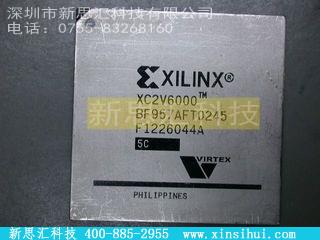 深圳市新思汇科技有限公司
电话：0755-83268160
XILINX®
XC2V6000™
新思汇科技
BF957AFT0245
F1226044A
5C
VIRTEX
PHILIPPINES
新思汇科技 400-885-2955 www.xinsihui.com